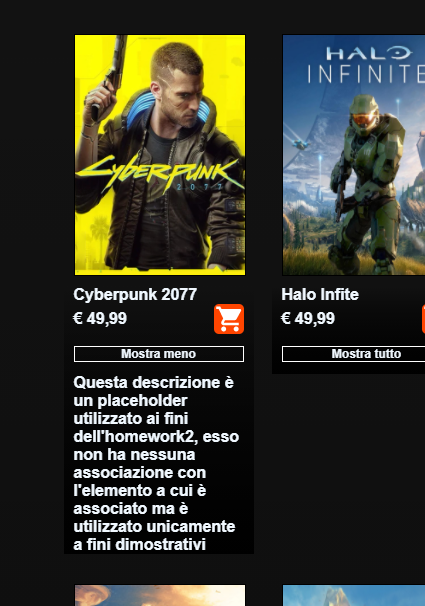 Cyberpunk
2077
HALO
INFINITE
Cyberpunk 2077
€ 49,99
Mostra meno
Questa descrizione è
un placeholder
utilizzato ai fini
dell'homework2, esso
non ha nessuna
associazione con
l'elemento a cui è
associato ma è
utilizzato unicamente
a fini dimostrativi
Halo Infite
€ 49,99
Mostra tutto